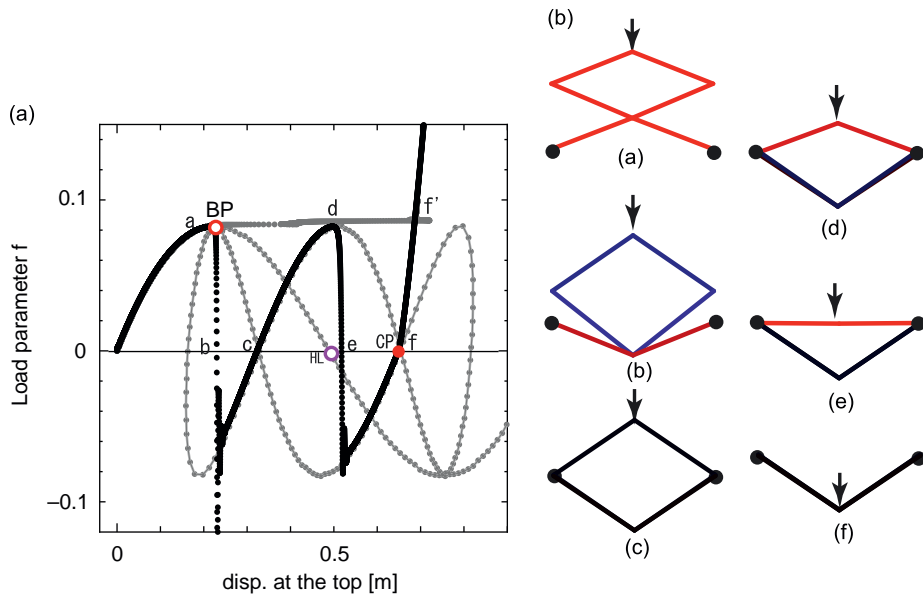 (a)
Load parameter f
0.1
0
−0.1
0
0.5
disp. at the top [m]
a
BP
d
f'
b
c
HL
e
CP
f
(b)
(a)
(b)
(c)
(d)
(e)
(f)